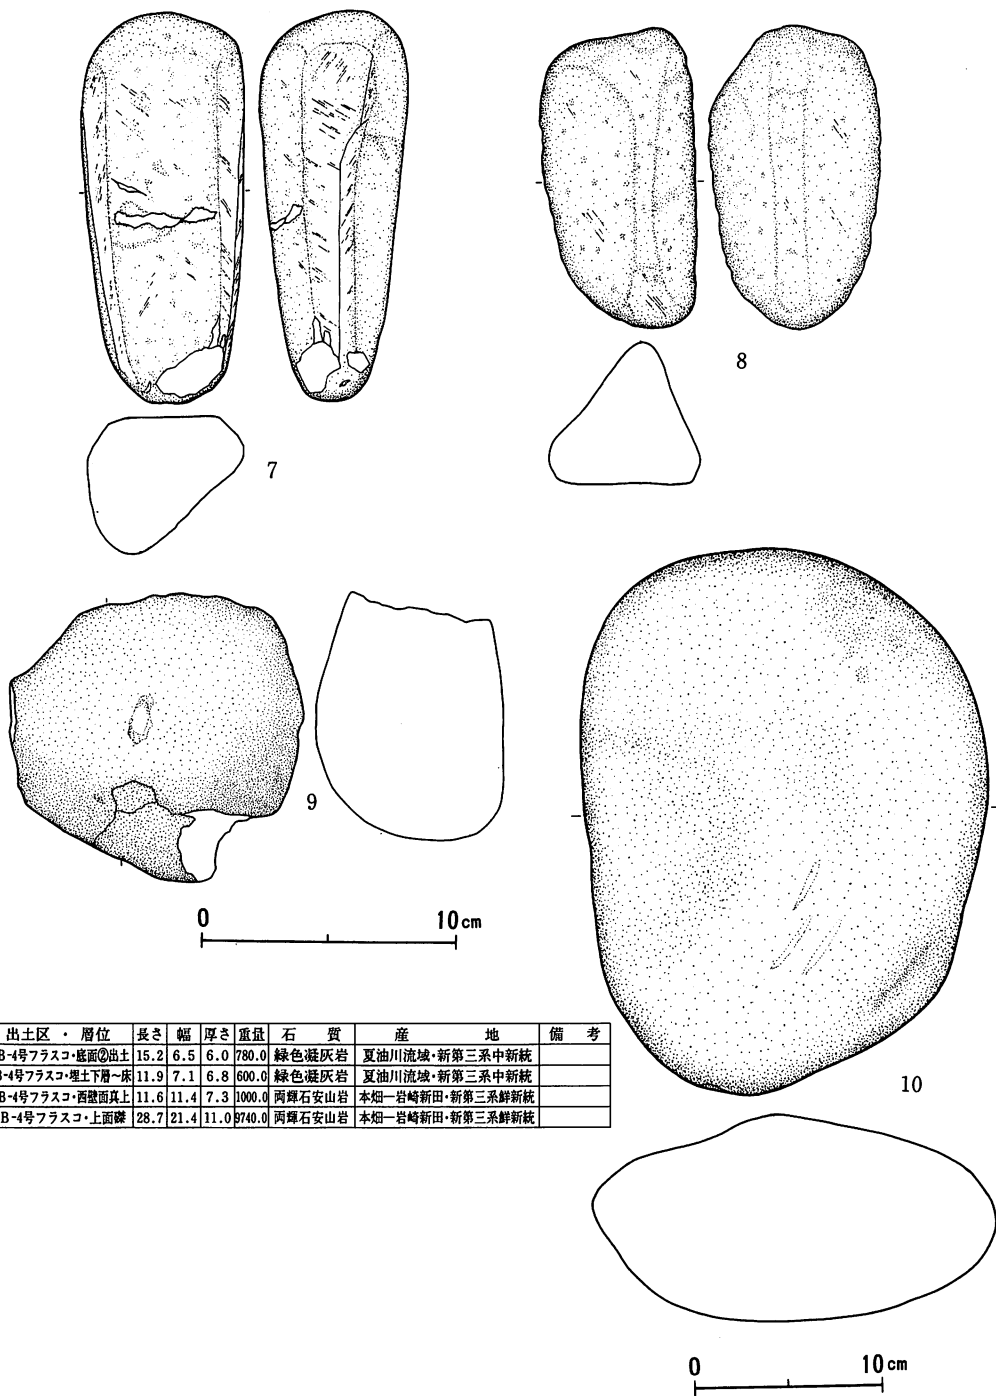 7
8
9
0 10cm
出土区・層位 長さ 幅 厚さ 重量 石質 産地 備考
B-4号フラスコ・底面②出土 15.2 6.5 6.0 780.0 緑色凝灰岩 夏油川流域・新第三系中新統
B-4号フラスコ・埋土下層～床 11.9 7.1 6.8 600.0 緑色凝灰岩 夏油川流域・新第三系中新統
B-4号フラスコ・西壁面真上 11.6 11.4 7.3 1000.0 両輝石安山岩 本畑―岩崎新田・新第三系鮮新統
B-4号フラスコ・上面礫 28.7 21.4 11.0 9740.0 両輝石安山岩 本畑―岩崎新田・新第三系鮮新統
10
0 10cm